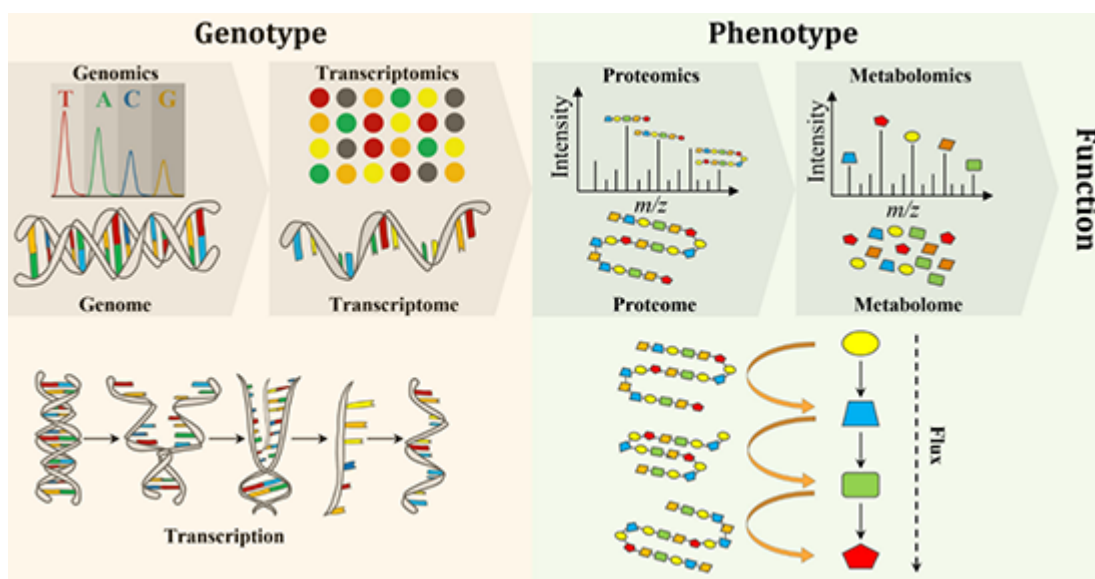 Genotype
Phenotype
Genomics
Transcriptomics
Proteomics
Metabolomics
T A C G
Intensity
m/z
Intensity
m/z
Function
Genome
Transcriptome
Proteome
Metabolome
Transcription
Flux